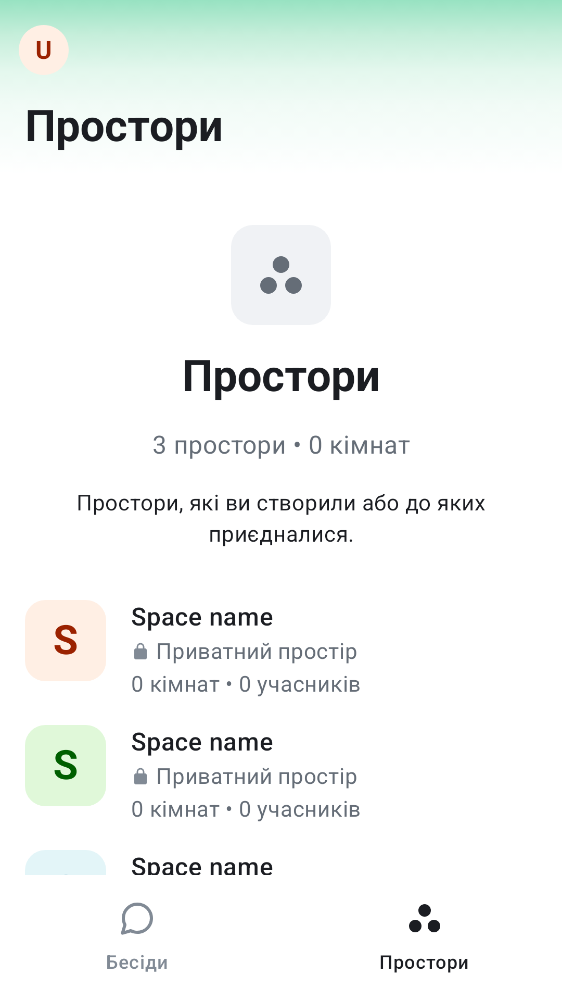 U
Простори
Простори
3 простори • 0 кімнат
Простори, які ви створили або до яких
приєдналися.
S
Space name
Приватний простір
0 кімнат • 0 учасників
S
Space name
Приватний простір
0 кімнат • 0 учасників
Space name
Бесіди
Простори